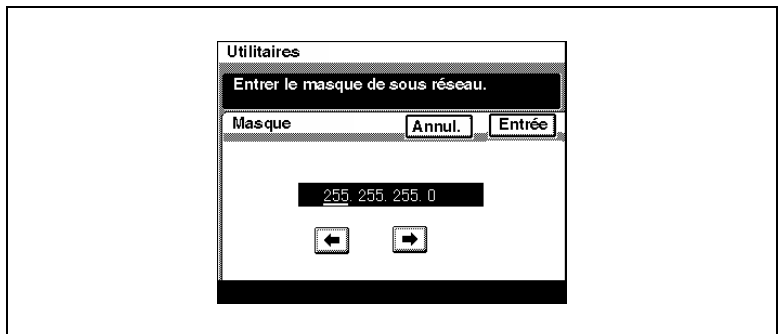 Utilitaires
Entrer le masque de sous réseau.
Masque Annul. Entrée
255. 255. 255. 0